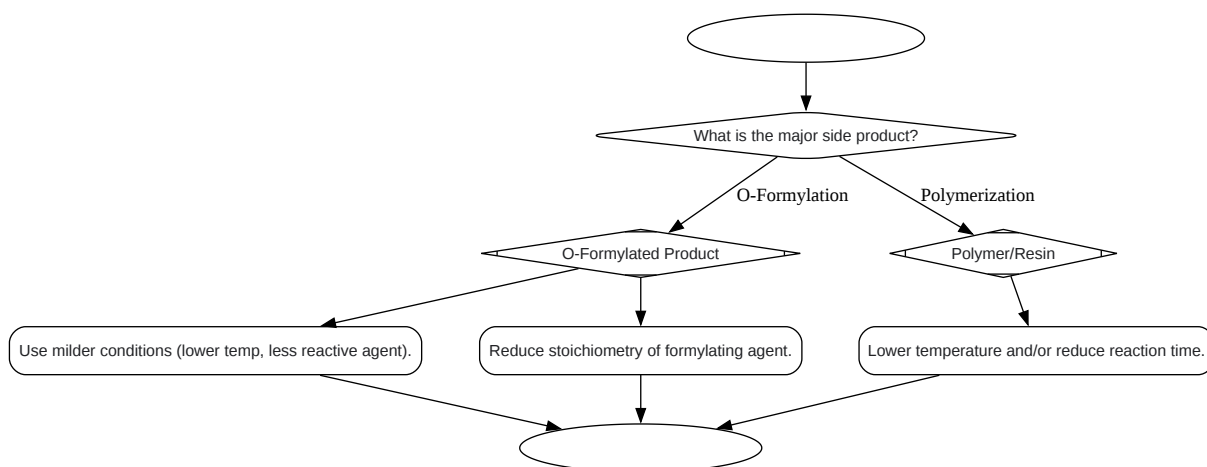 What is the major side product?
O-Formylation
Polymerization
O-Formylated Product
Polymer/Resin
Use milder conditions (lower temp, less reactive agent).
Reduce stoichiometry of formylating agent.
Lower temperature and/or reduce reaction time.